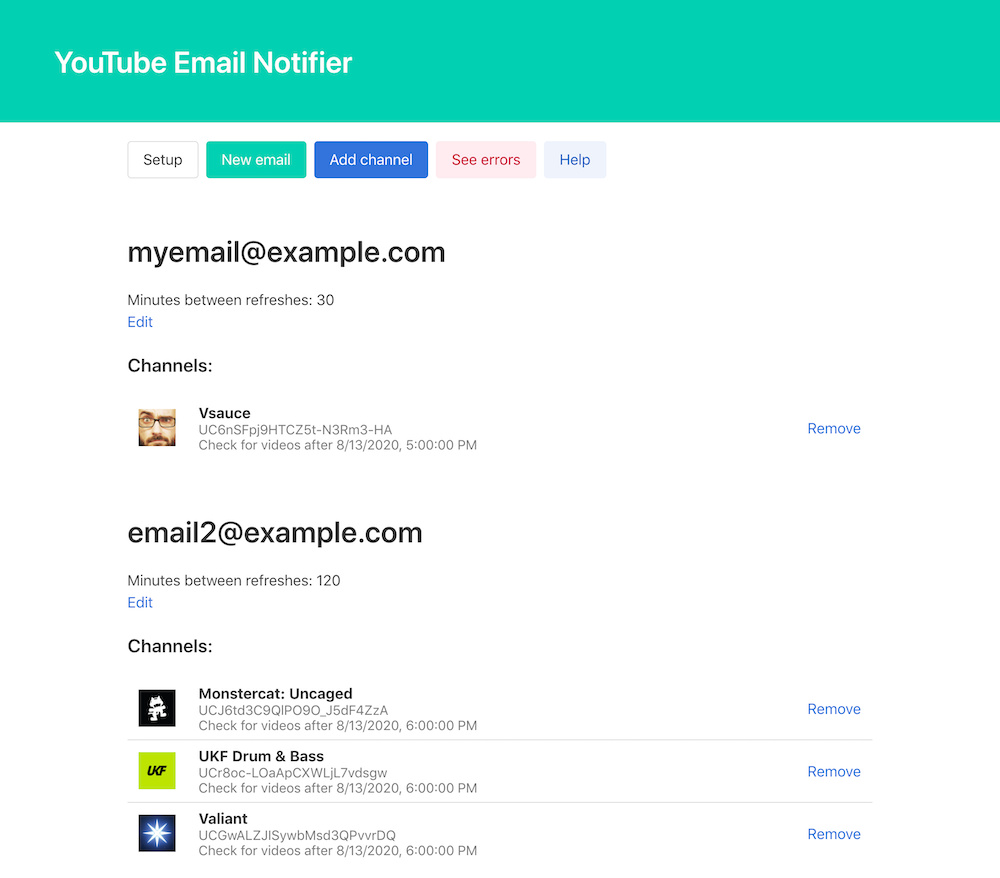 YouTube Email Notifier
Setup New email Add channel See errors Help
myemail@example.com
Minutes between refreshes: 30
Edit
Channels:
Vsauce
UC6nSFpj9HTCZ5t-N3Rm3-HA
Check for videos after 8/13/2020, 5:00:00 PM
Remove
email2@example.com
Minutes between refreshes: 120
Edit
Channels:
Monstercat: Uncaged
UCJ6td3C9QlPO9O_J5dF4ZzA
Check for videos after 8/13/2020, 6:00:00 PM
Remove
UKF
UKF Drum & Bass
UCr8oc-LOaApCXWLjL7vdsgw
Check for videos after 8/13/2020, 6:00:00 PM
Remove
Valiant
UCGwALZJISywbMsd3QPvvrDQ
Check for videos after 8/13/2020, 6:00:00 PM
Remove